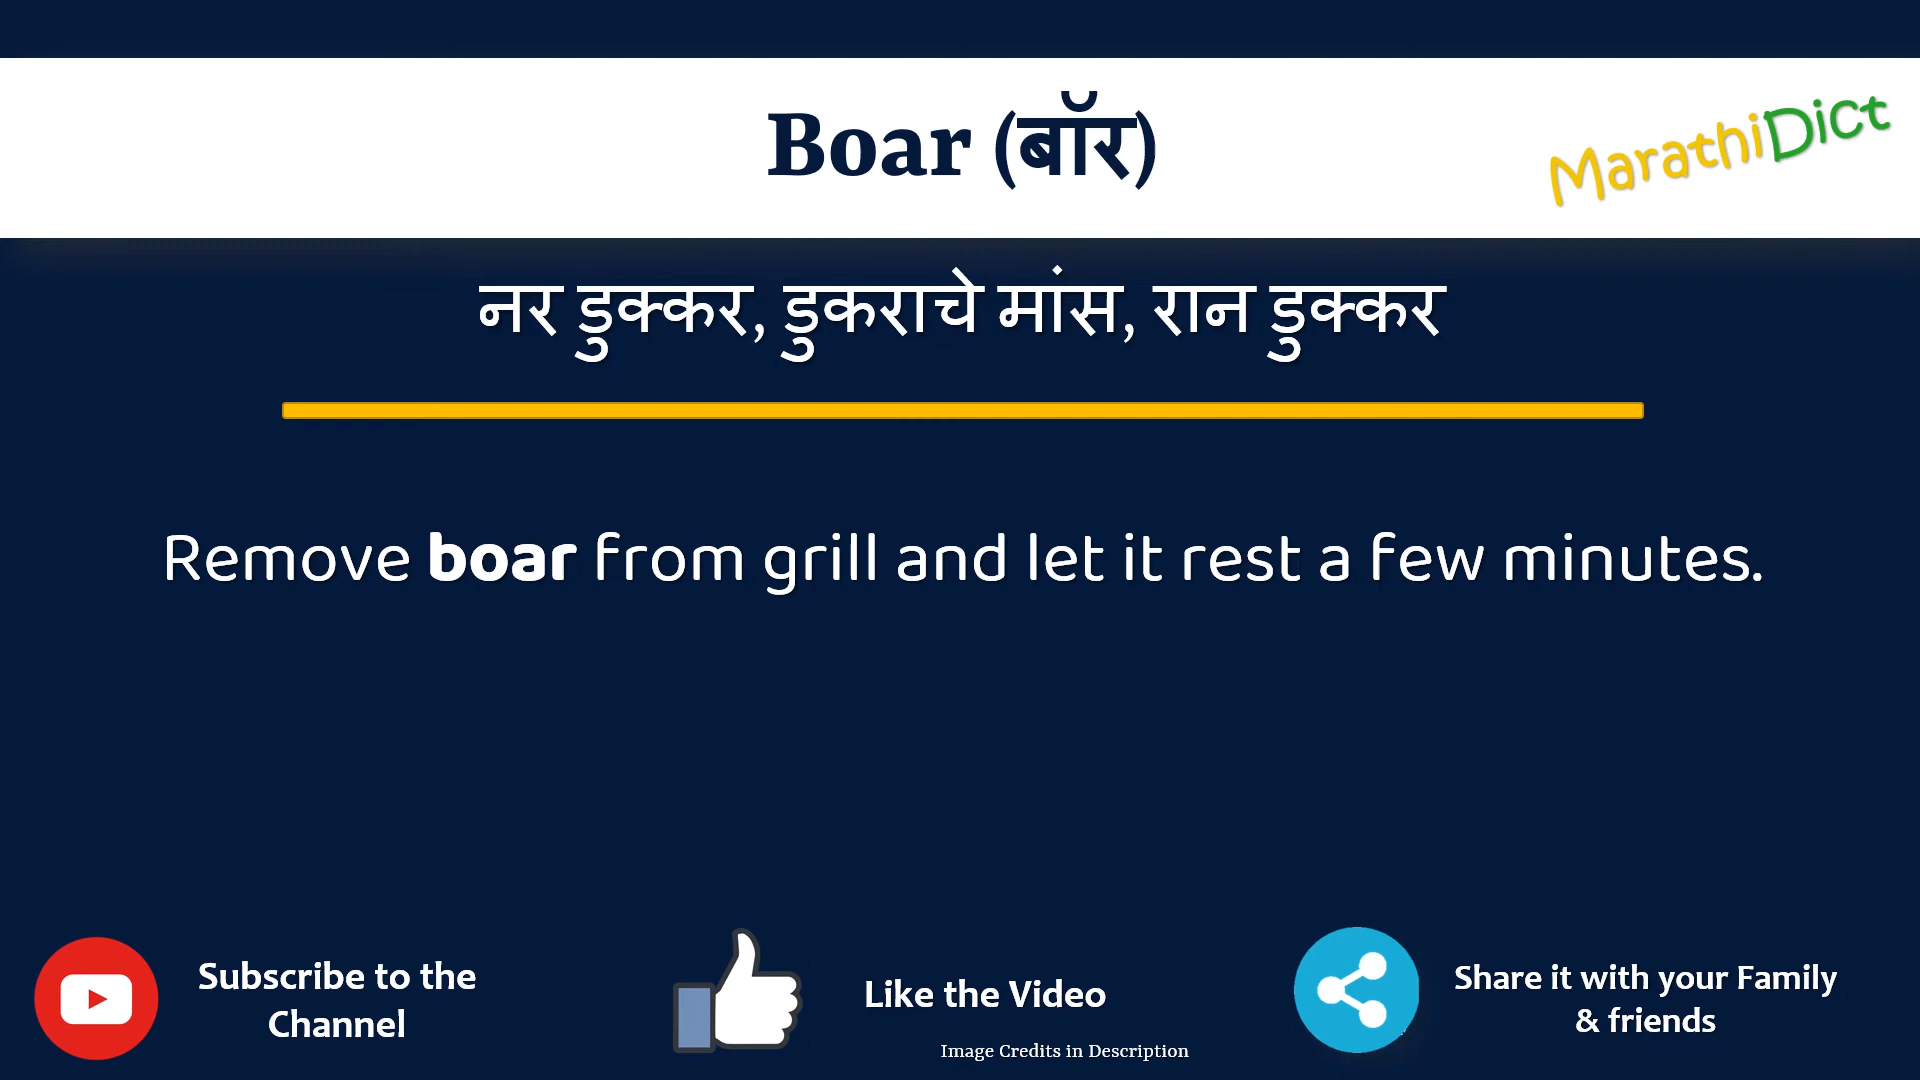 Boar (बॉर)
MarathiDict
नर डुक्कर, डुकराचे मांस, रान डुक्कर
Remove boar from grill and let it rest a few minutes.
Subscribe to the
Channel
Like the Video
Share it with your Family
& friends
Image Credits in Description